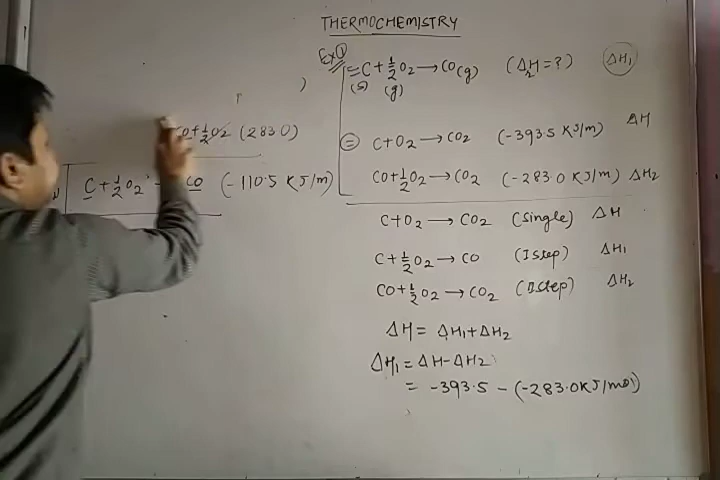 THERMOCHEMISTRY
Ex①
C + ½O₂ → CO(g) (Δ₂H = ?) ΔH₁
(s) (g)
C + O₂ → CO₂ (-393.5 KJ/m) ΔH
CO + ½O₂ → CO₂ (-283.0 KJ/m) ΔH₂
C + O₂ → CO₂ (single) ΔH
C + ½O₂ → CO (I step) ΔH₁
CO + ½O₂ → CO₂ (II step) ΔH₂
ΔH = ΔH₁ + ΔH₂
ΔH₁ = ΔH - ΔH₂
= -393.5 - (-283.0 KJ/mol)
CO + ½O₂ (283.0)
C + ½O₂ CO (-110.5 KJ/m)